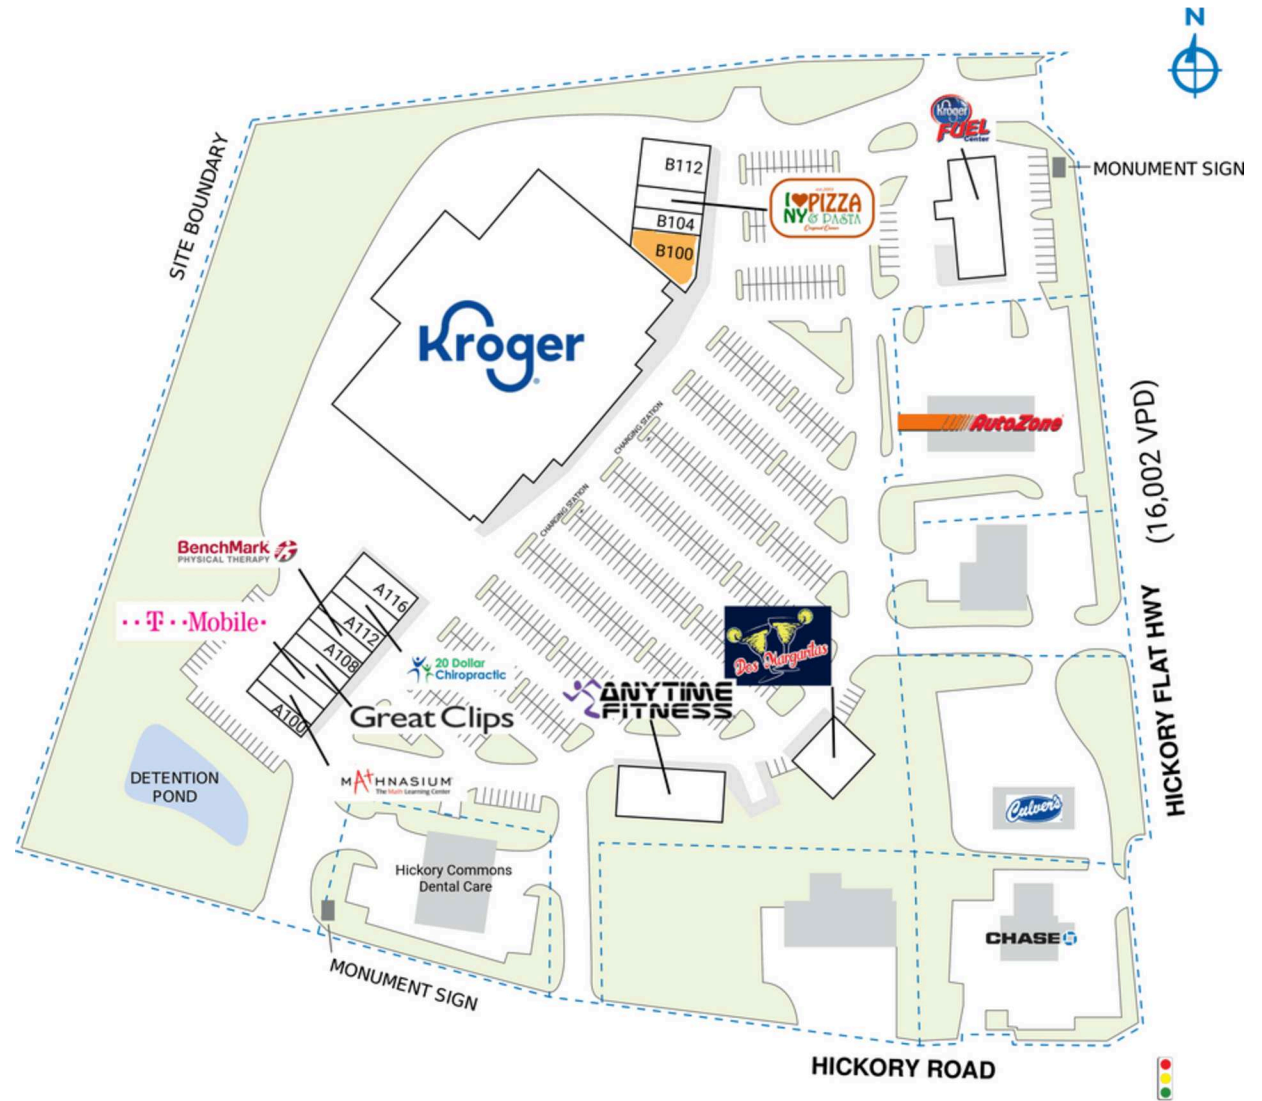 N
Kroger
FUEL
Center
MONUMENT SIGN
SITE BOUNDARY
B112
I♥PIZZA
NY& PASTA
B104
B100
Kroger
CHARGING STATION
CHARGING STATION
AutoZone
(16,002 VPD)
HICKORY FLAT HWY
BenchMark
PHYSICAL THERAPY
T Mobile
A116
A112
A108
A100
20 Dollar
Chiropractic
Great Clips
MAthNASIUM
The Math Learning Center
ANYTIME
FITNESS
Dos Margaritas
DETENTION
POND
Culver's
Hickory Commons
Dental Care
CHASE
MONUMENT SIGN
HICKORY ROAD